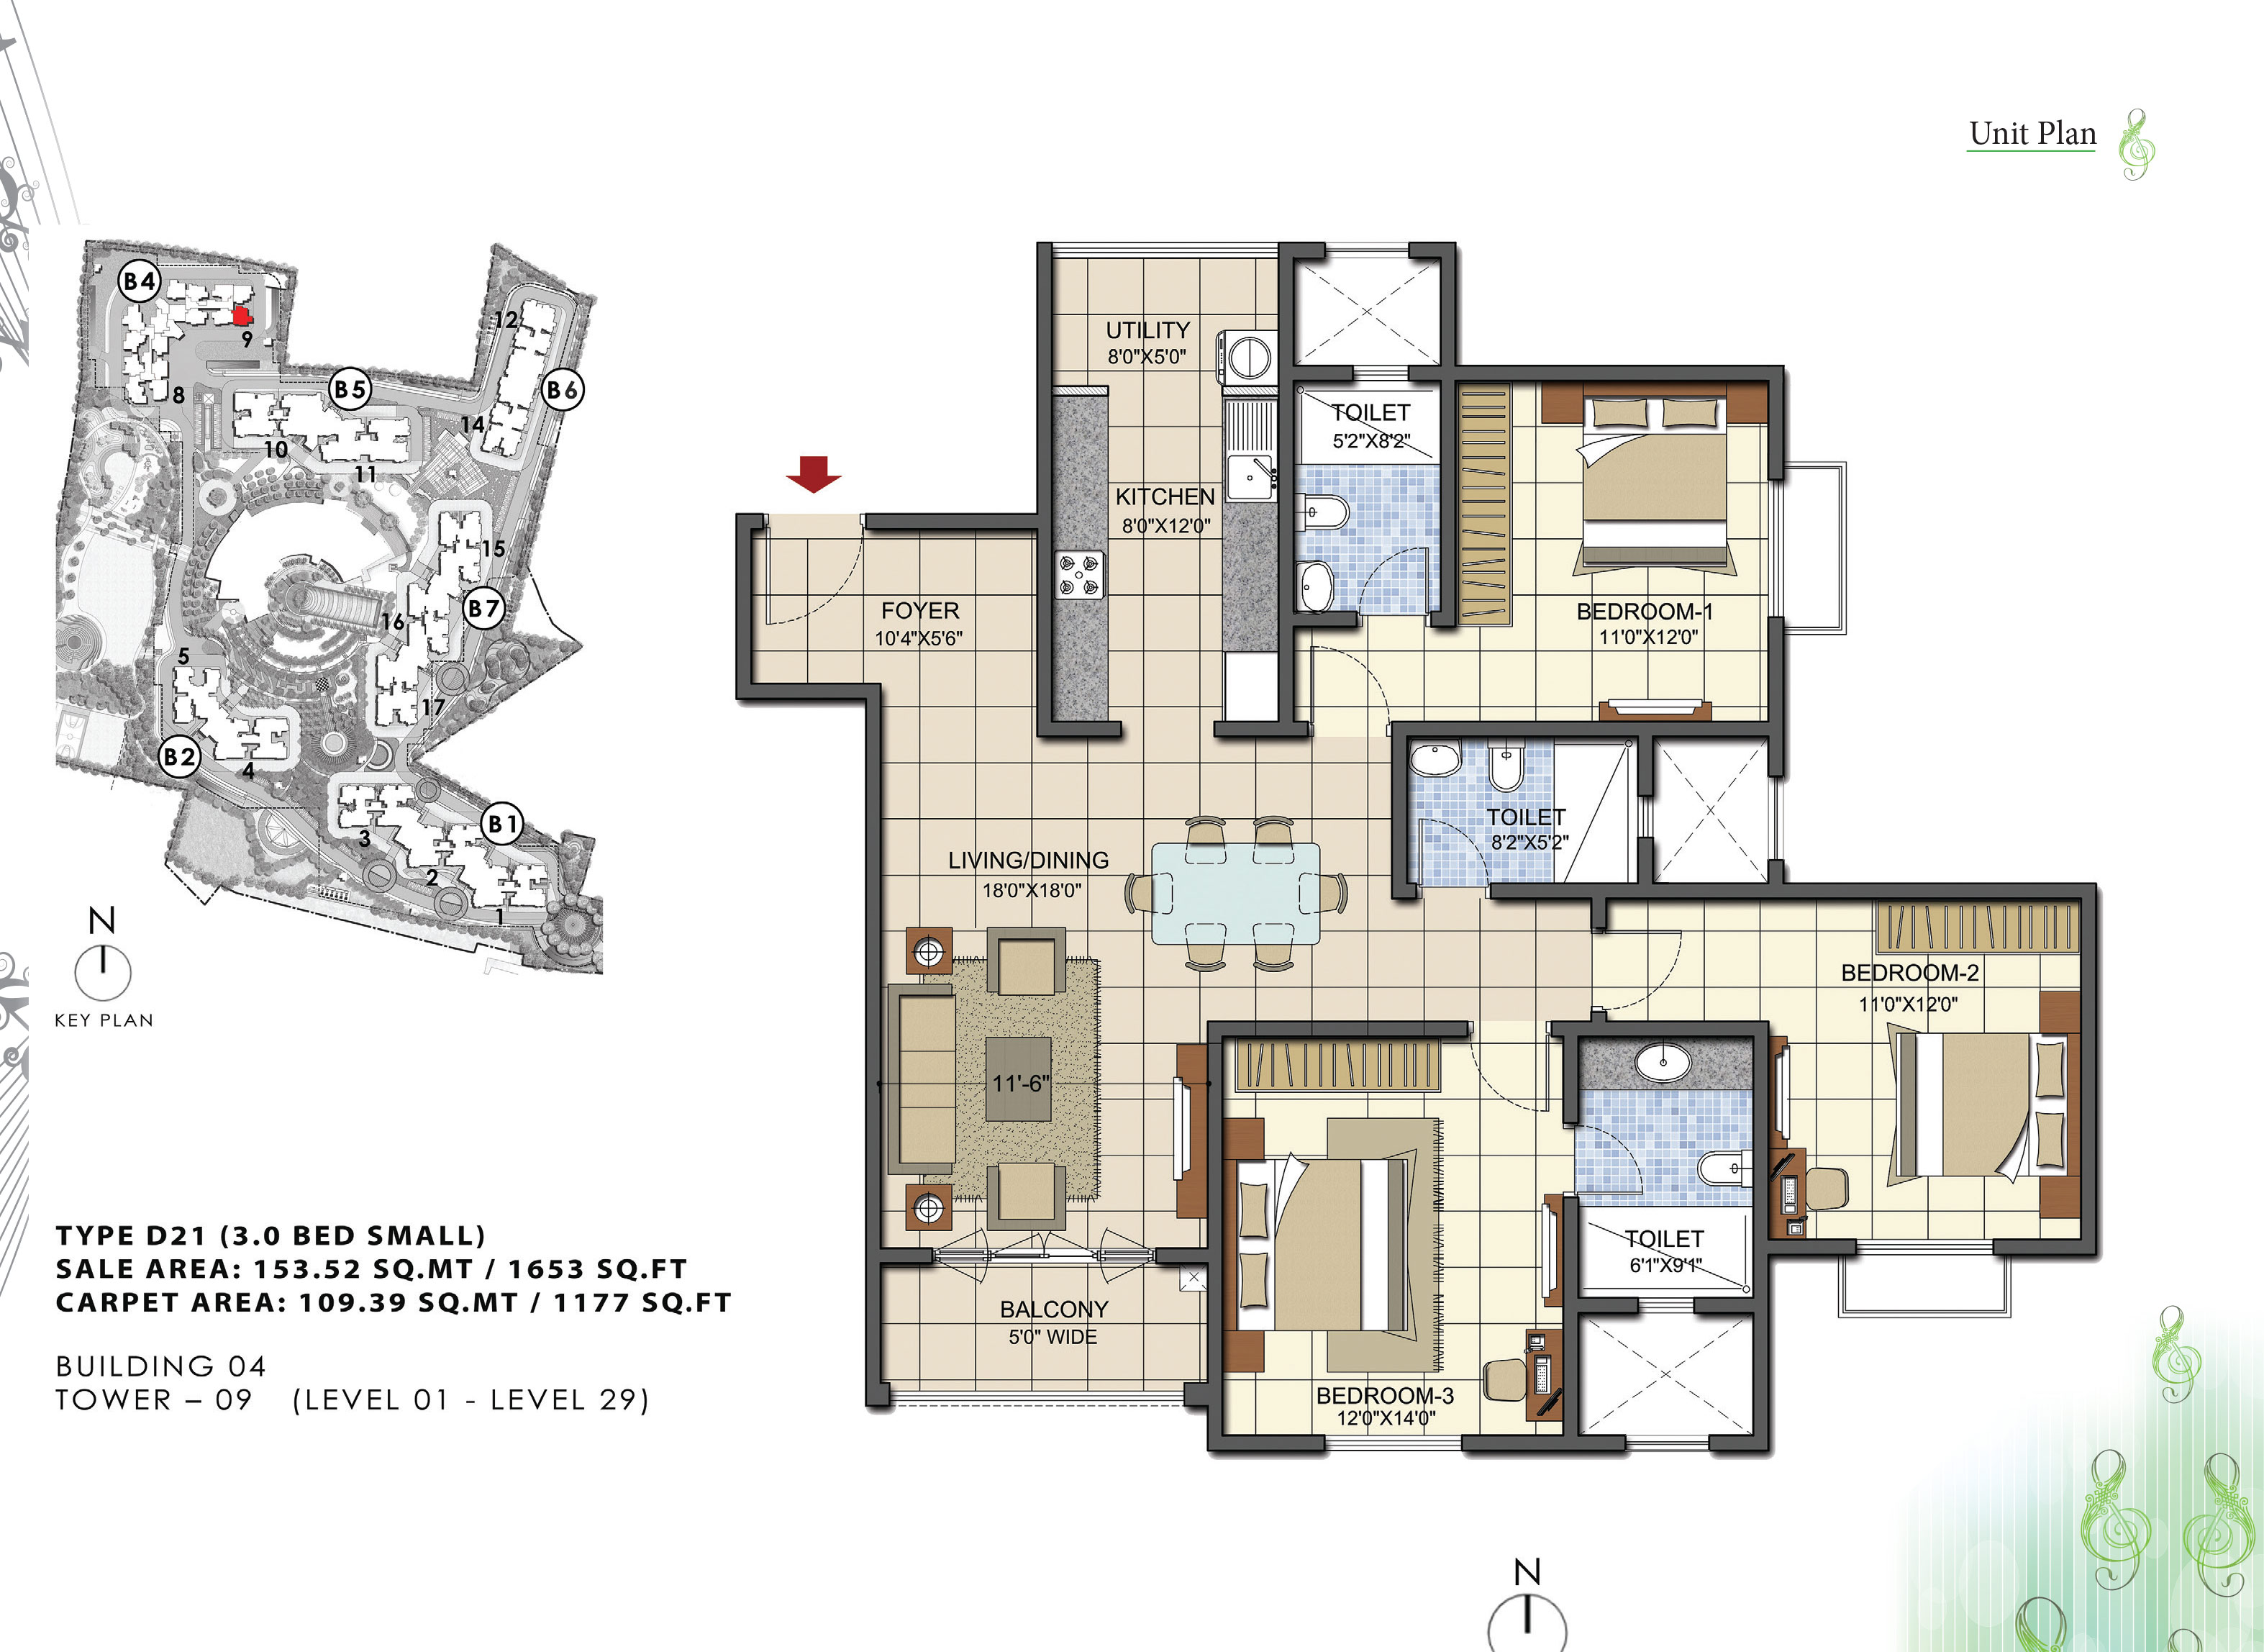 Unit Plan
B4
9
8
B5
12
B6
14
10
11
15
B7
16
5
17
B2
4
B1
3
2
1
N
KEY PLAN
TYPE D21 (3.0 BED SMALL)
SALE AREA: 153.52 SQ.MT / 1653 SQ.FT
CARPET AREA: 109.39 SQ.MT / 1177 SQ.FT
BUILDING 04
TOWER – 09 (LEVEL 01 - LEVEL 29)
UTILITY
8'0"X5'0"
TOILET
5'2"X8'2"
KITCHEN
8'0"X12'0"
FOYER
10'4"X5'6"
BEDROOM-1
11'0"X12'0"
TOILET
8'2"X5'2"
LIVING/DINING
18'0"X18'0"
BEDROOM-2
11'0"X12'0"
11'-6"
TOILET
6'1"X9'1"
BALCONY
5'0" WIDE
BEDROOM-3
12'0"X14'0"
N